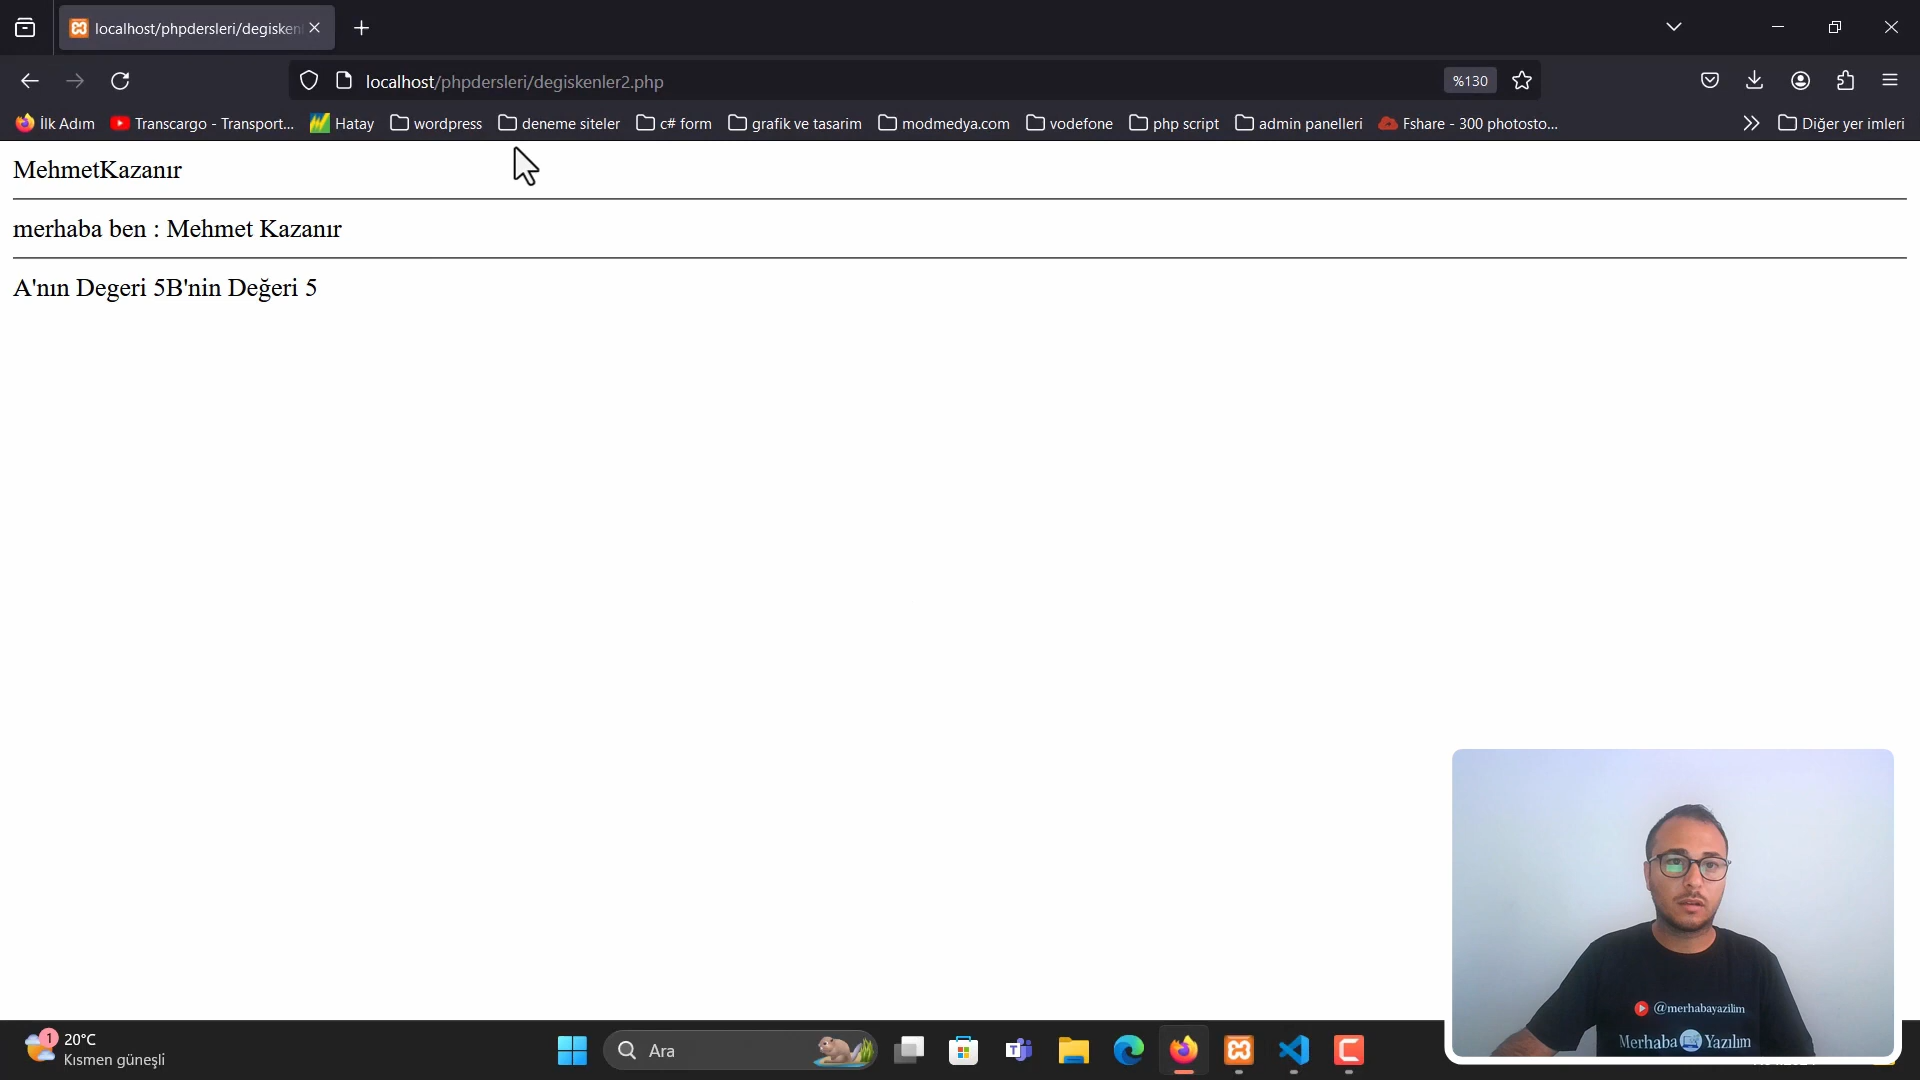 localhost/phpdersleri/degisken
localhost/phpdersleri/degiskenler2.php
%130
İlk Adım
Transcargo - Transport...
Hatay
wordpress
deneme siteler
c# form
grafik ve tasarim
modmedya.com
vodefone
php script
admin panelleri
Fshare - 300 photosto...
Diğer yer imleri
MehmetKazanır
merhaba ben : Mehmet Kazanır
A'nın Degeri 5B'nin Değeri 5
@merhabayazilim
Merhaba Yazılım
1
20°C
Kısmen güneşli
Ara